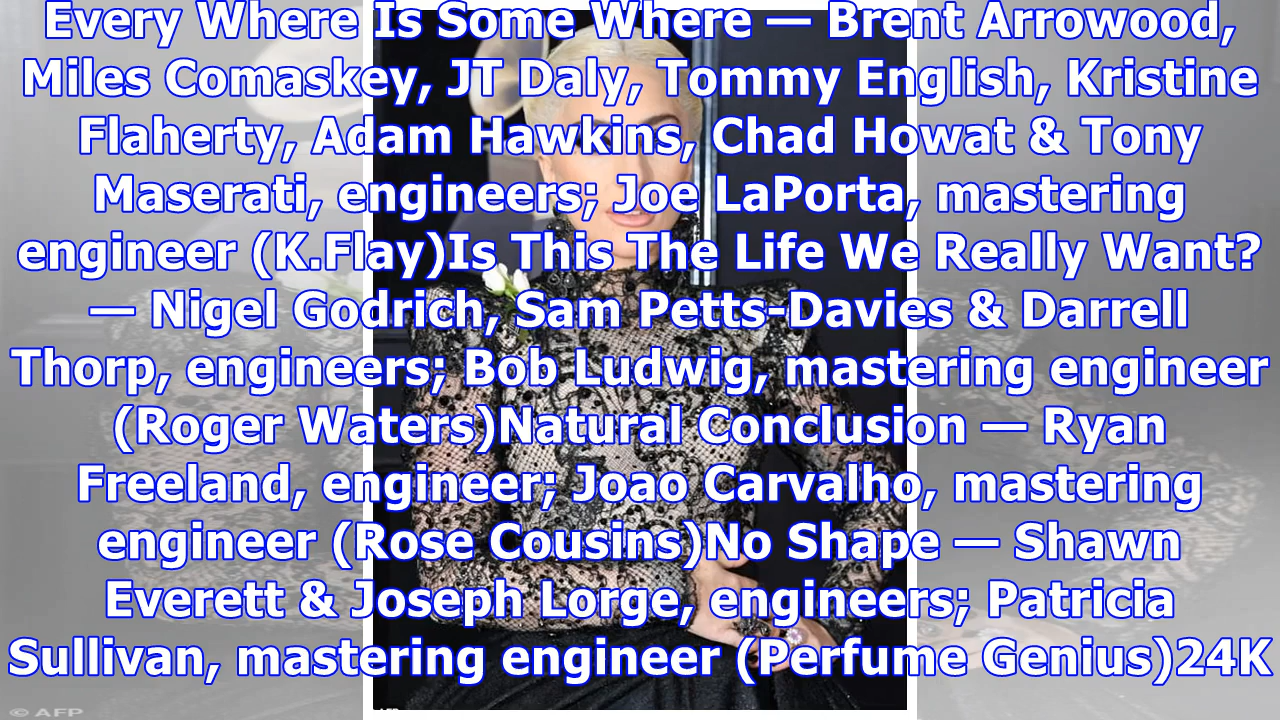 Every Where Is Some Where — Brent Arrowood,
Miles Comaskey, JT Daly, Tommy English, Kristine
Flaherty, Adam Hawkins, Chad Howat & Tony
Maserati, engineers; Joe LaPorta, mastering
engineer (K.Flay)Is This The Life We Really Want?
— Nigel Godrich, Sam Petts-Davies & Darrell
Thorp, engineers; Bob Ludwig, mastering engineer
(Roger Waters)Natural Conclusion — Ryan
Freeland, engineer; Joao Carvalho, mastering
engineer (Rose Cousins)No Shape — Shawn
Everett & Joseph Lorge, engineers; Patricia
Sullivan, mastering engineer (Perfume Genius)24K
© AFP